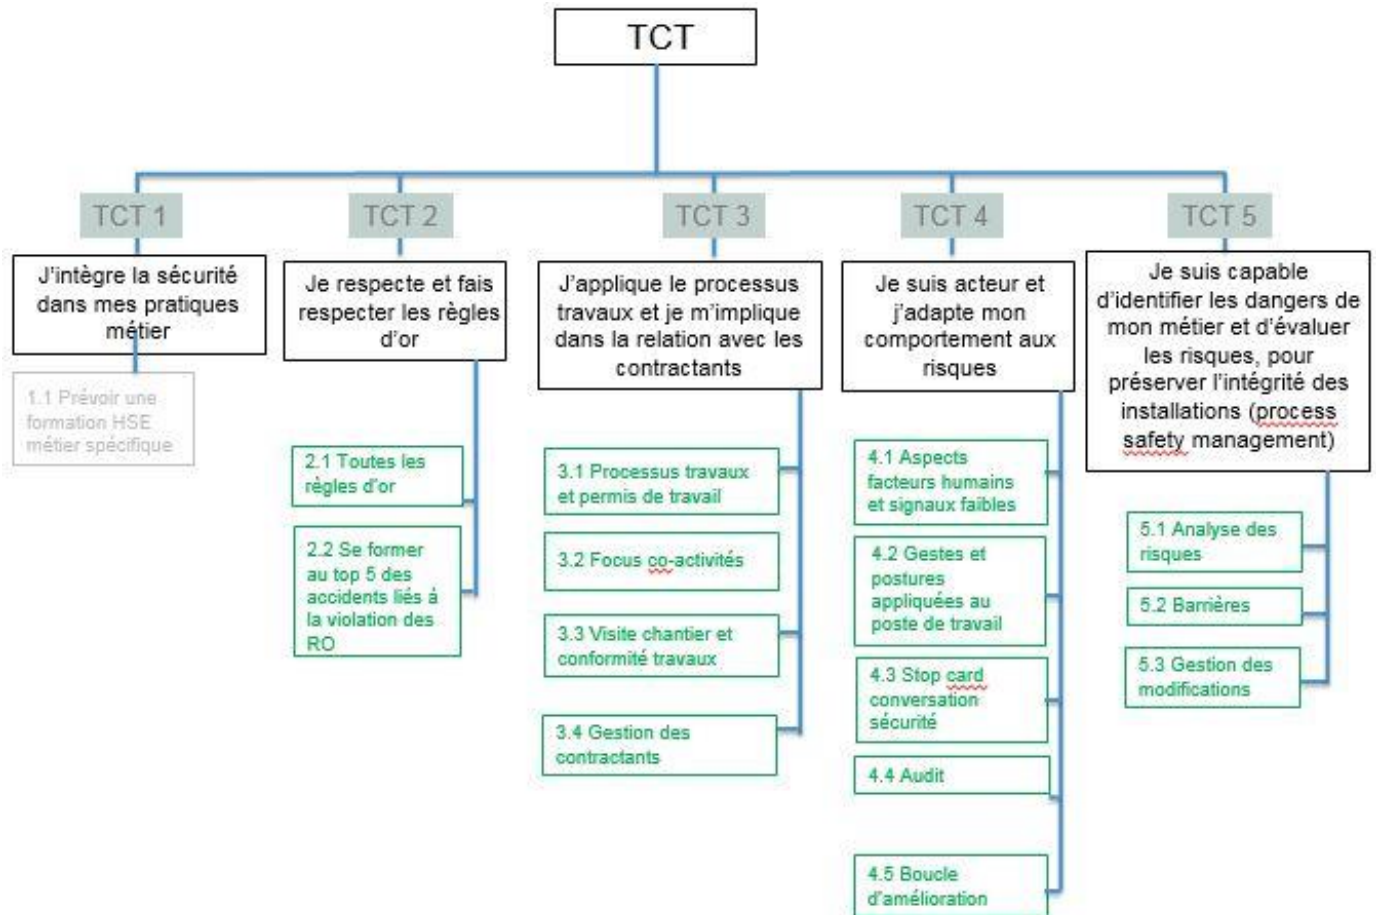 TCT
TCT 1
TCT 2
TCT 3
TCT 4
TCT 5
J'intègre la sécurité
dans mes pratiques
métier
1.1 Prévoir une
formation HSE
métier spécifique
Je respecte et fais
respecter les règles
d'or
2.1 Toutes les
règles d'or
2.2 Se former
au top 5 des
accidents liés à
la violation des
RO
J'applique le processus
travaux et je m'implique
dans la relation avec les
contractants
3.1 Processus travaux
et permis de travail
3.2 Focus co-activités
3.3 Visite chantier et
conformité travaux
3.4 Gestion des
contractants
Je suis acteur et
j'adapte mon
comportement aux
risques
4.1 Aspects
facteurs humains
et signaux faibles
4.2 Gestes et
postures
appliquées au
poste de travail
4.3 Stop card
conversation
sécurité
4.4 Audit
4.5 Boucle
d'amélioration
Je suis capable
d'identifier les dangers de
mon métier et d'évaluer
les risques, pour
préserver l'intégrité des
installations (process
safety management)
5.1 Analyse des
risques
5.2 Barrières
5.3 Gestion des
modifications